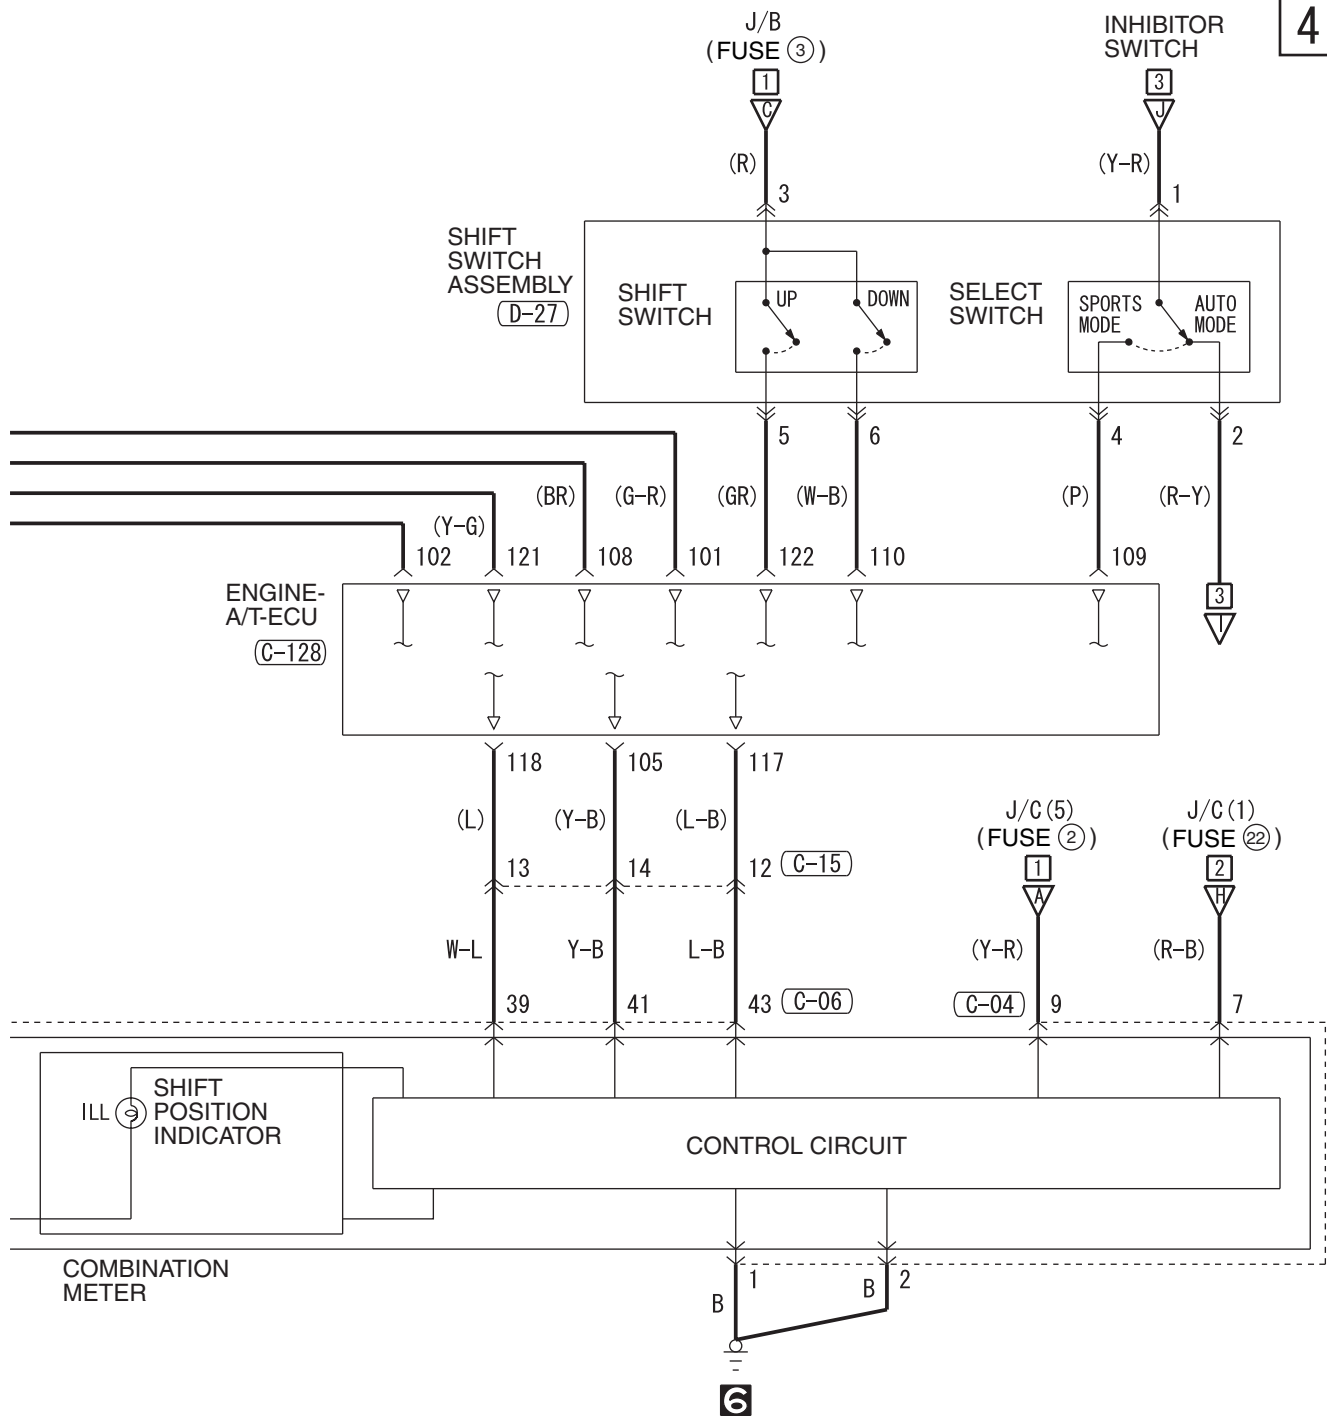 4
J/B
(FUSE ③)
1
C
(R)
3
INHIBITOR
SWITCH
3
J
(Y-R)
1
SHIFT
SWITCH
ASSEMBLY
D-27
SHIFT
SWITCH
UP
DOWN
SELECT
SWITCH
SPORTS
MODE
AUTO
MODE
5
6
4
2
(Y-G)
(BR)
(G-R)
(GR)
(W-B)
(P)
(R-Y)
102
121
108
101
122
110
109
3
I
ENGINE-
A/T-ECU
C-128
118
105
117
(L)
(Y-B)
(L-B)
13
14
12
C-15
W-L
Y-B
L-B
39
41
43
C-06
J/C(5)
(FUSE ②)
1
A
(Y-R)
C-04
9
J/C(1)
(FUSE ㉒)
2
H
(R-B)
7
ILL
SHIFT
POSITION
INDICATOR
CONTROL CIRCUIT
COMBINATION
METER
1
2
B
B
6